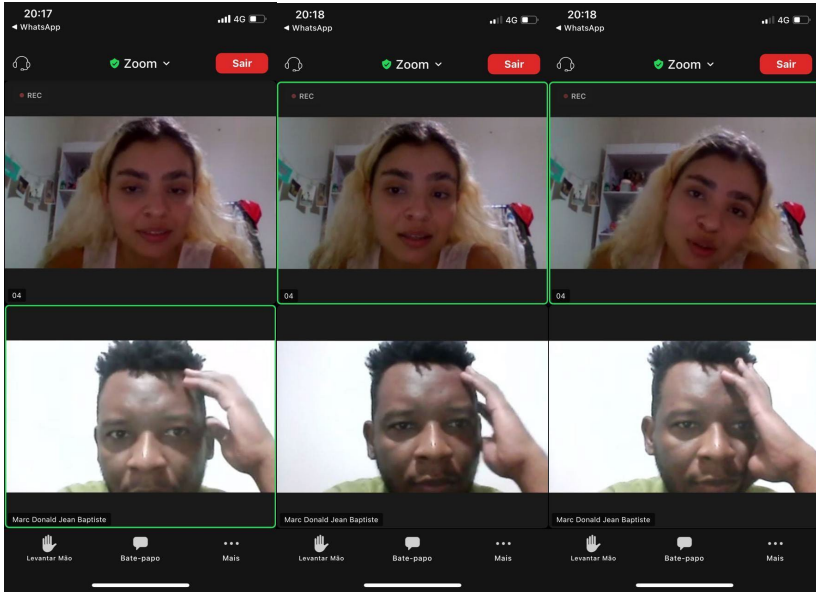 20:17
4G
◄ WhatsApp
Zoom
Sair
REC
04
Marc Donald Jean Baptiste
Levantar Mão
Bate-papo
Mais
20:18
4G
◄ WhatsApp
Zoom
Sair
REC
04
Marc Donald Jean Baptiste
Levantar Mão
Bate-papo
Mais
20:18
4G
◄ WhatsApp
Zoom
Sair
REC
04
Marc Donald Jean Baptiste
Levantar Mão
Bate-papo
Mais